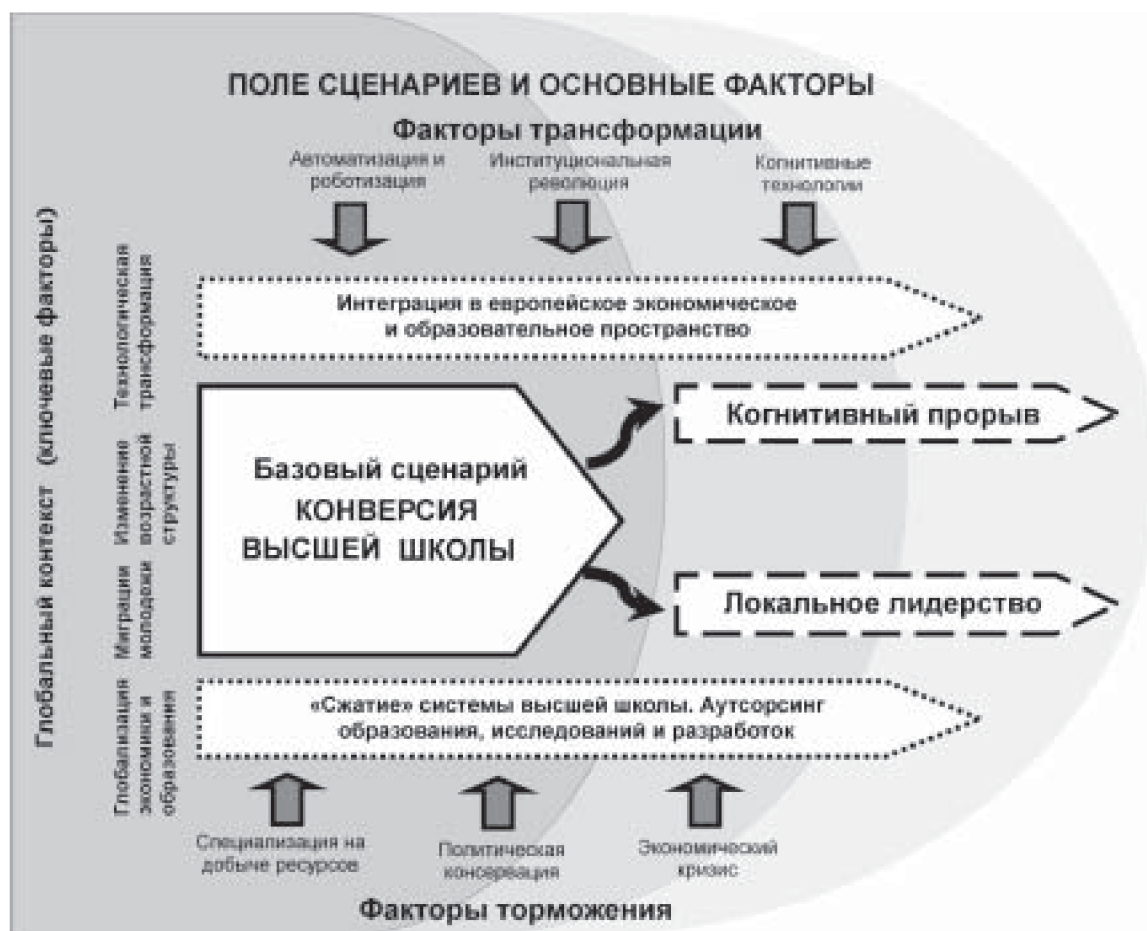 ПОЛЕ СЦЕНАРИЕВ И ОСНОВНЫЕ ФАКТОРЫ
Факторы трансформации
Автоматизация и
роботизация
Институциональная
революция
Когнитивные
технологии
Глобальный контекст (ключевые факторы)
Технологическая
трансформация
Изменение
возрастной
структуры
Миграции
молодежи
Глобализация
экономики и
образования
Интеграция в европейское экономическое
и образовательное пространство
Базовый сценарий
КОНВЕРСИЯ
ВЫСШЕЙ ШКОЛЫ
Когнитивный прорыв
Локальное лидерство
«Сжатие» системы высшей школы. Аутсорсинг
образования, исследований и разработок
Специализация на
добыче ресурсов
Политическая
консервация
Экономический
кризис
Факторы торможения